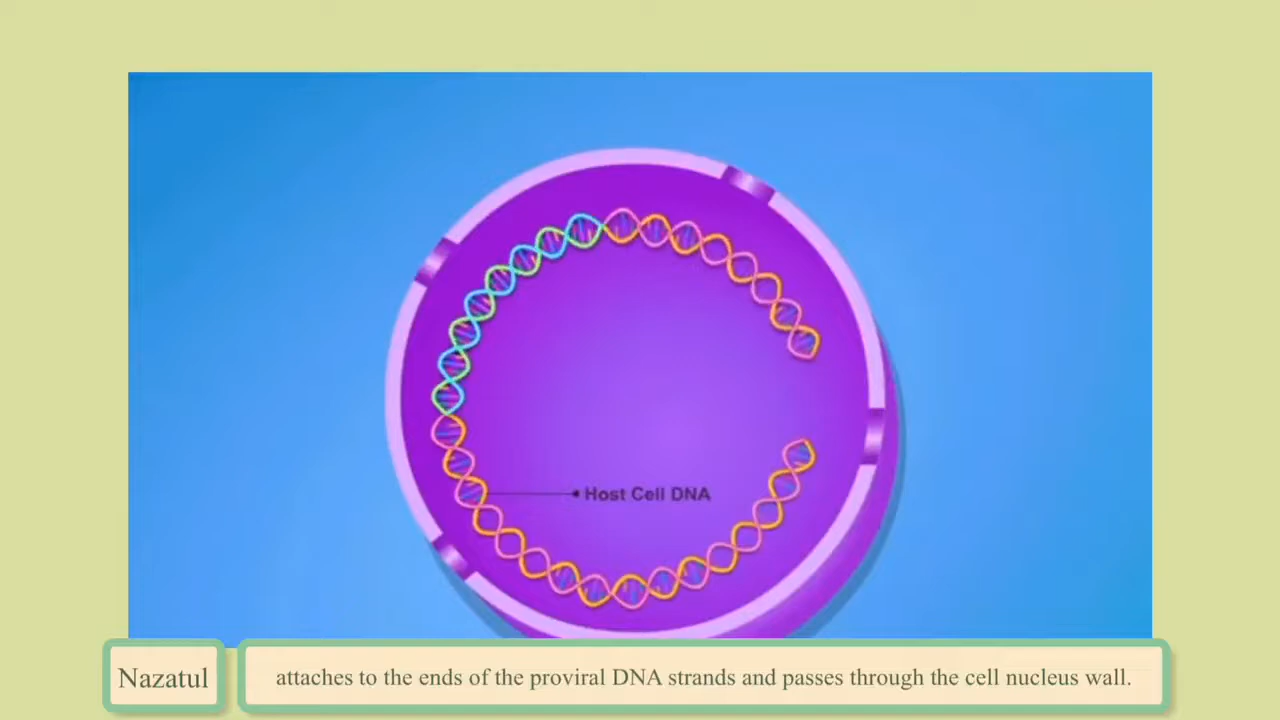 Host Cell DNA
Nazatul
attaches to the ends of the proviral DNA strands and passes through the cell nucleus wall.